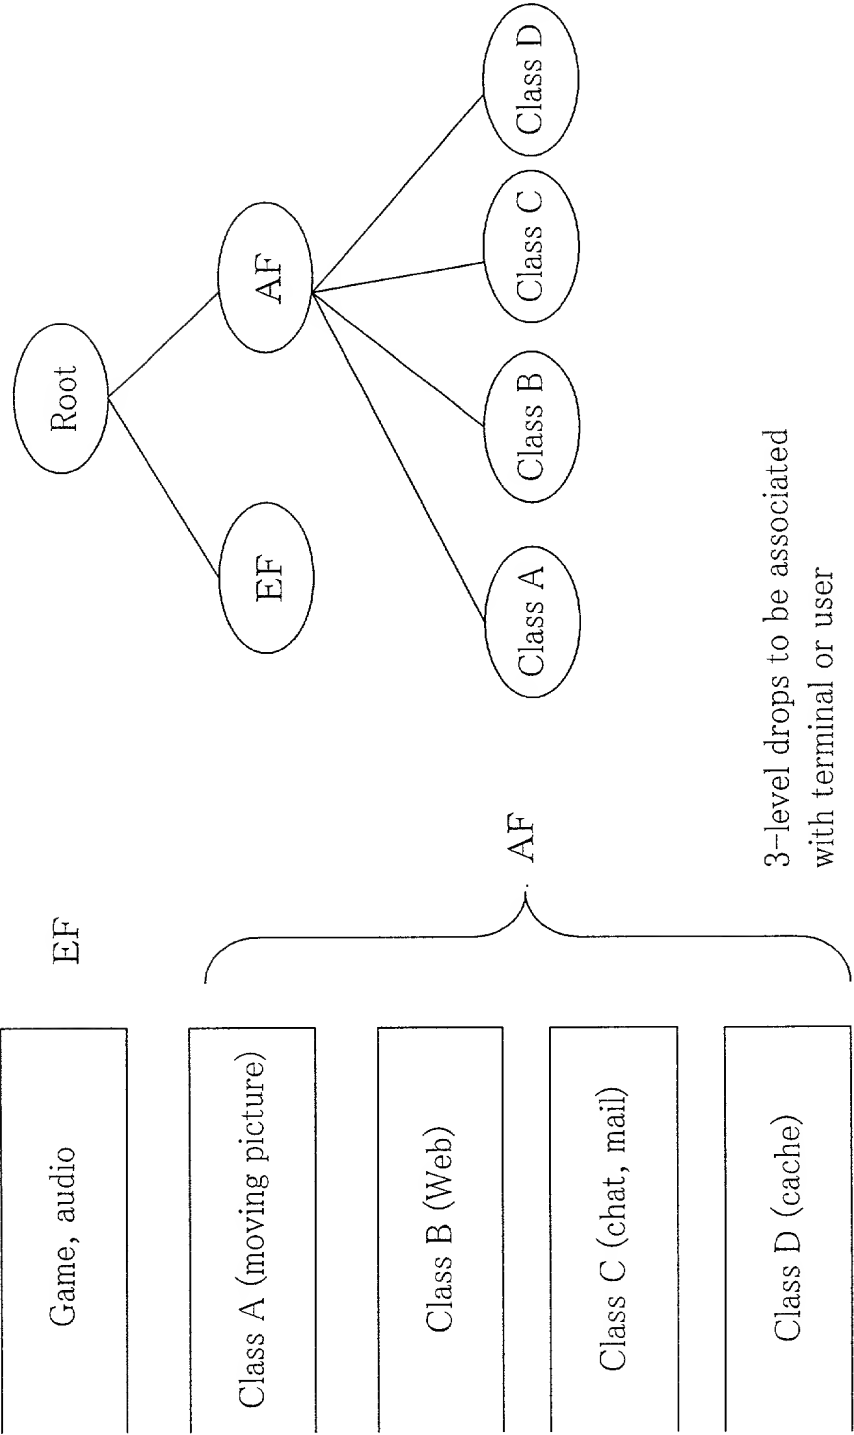 Game, audio
EF
Class A (moving picture)
Class B (Web)
Class C (chat, mail)
Class D (cache)
AF
3-level drops to be associated
with terminal or user
Root
EF
AF
Class A
Class B
Class C
Class D